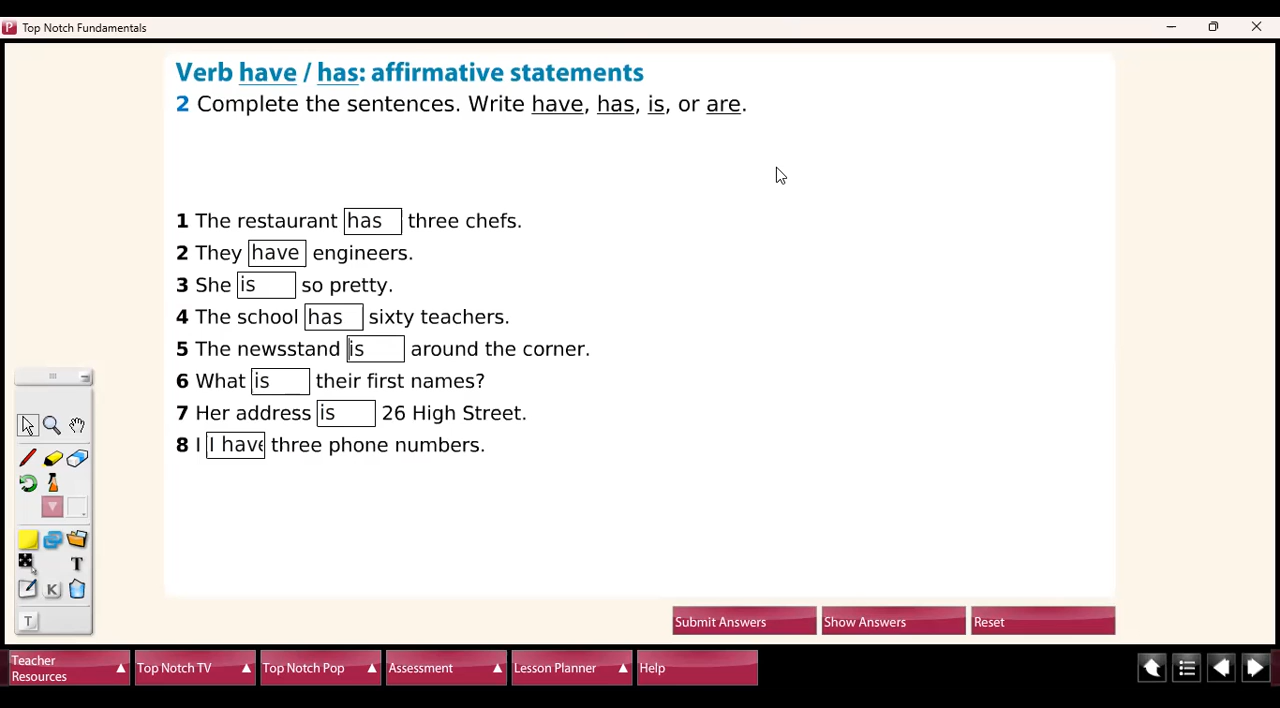 Top Notch Fundamentals
Verb have / has: affirmative statements
2 Complete the sentences. Write have, has, is, or are.
1 The restaurant has three chefs.
2 They have engineers.
3 She is so pretty.
4 The school has sixty teachers.
5 The newsstand is around the corner.
6 What is their first names?
7 Her address is 26 High Street.
8 I I have three phone numbers.
T
K
T
Submit Answers
Show Answers
Reset
Teacher Resources
Top Notch TV
Top Notch Pop
Assessment
Lesson Planner
Help